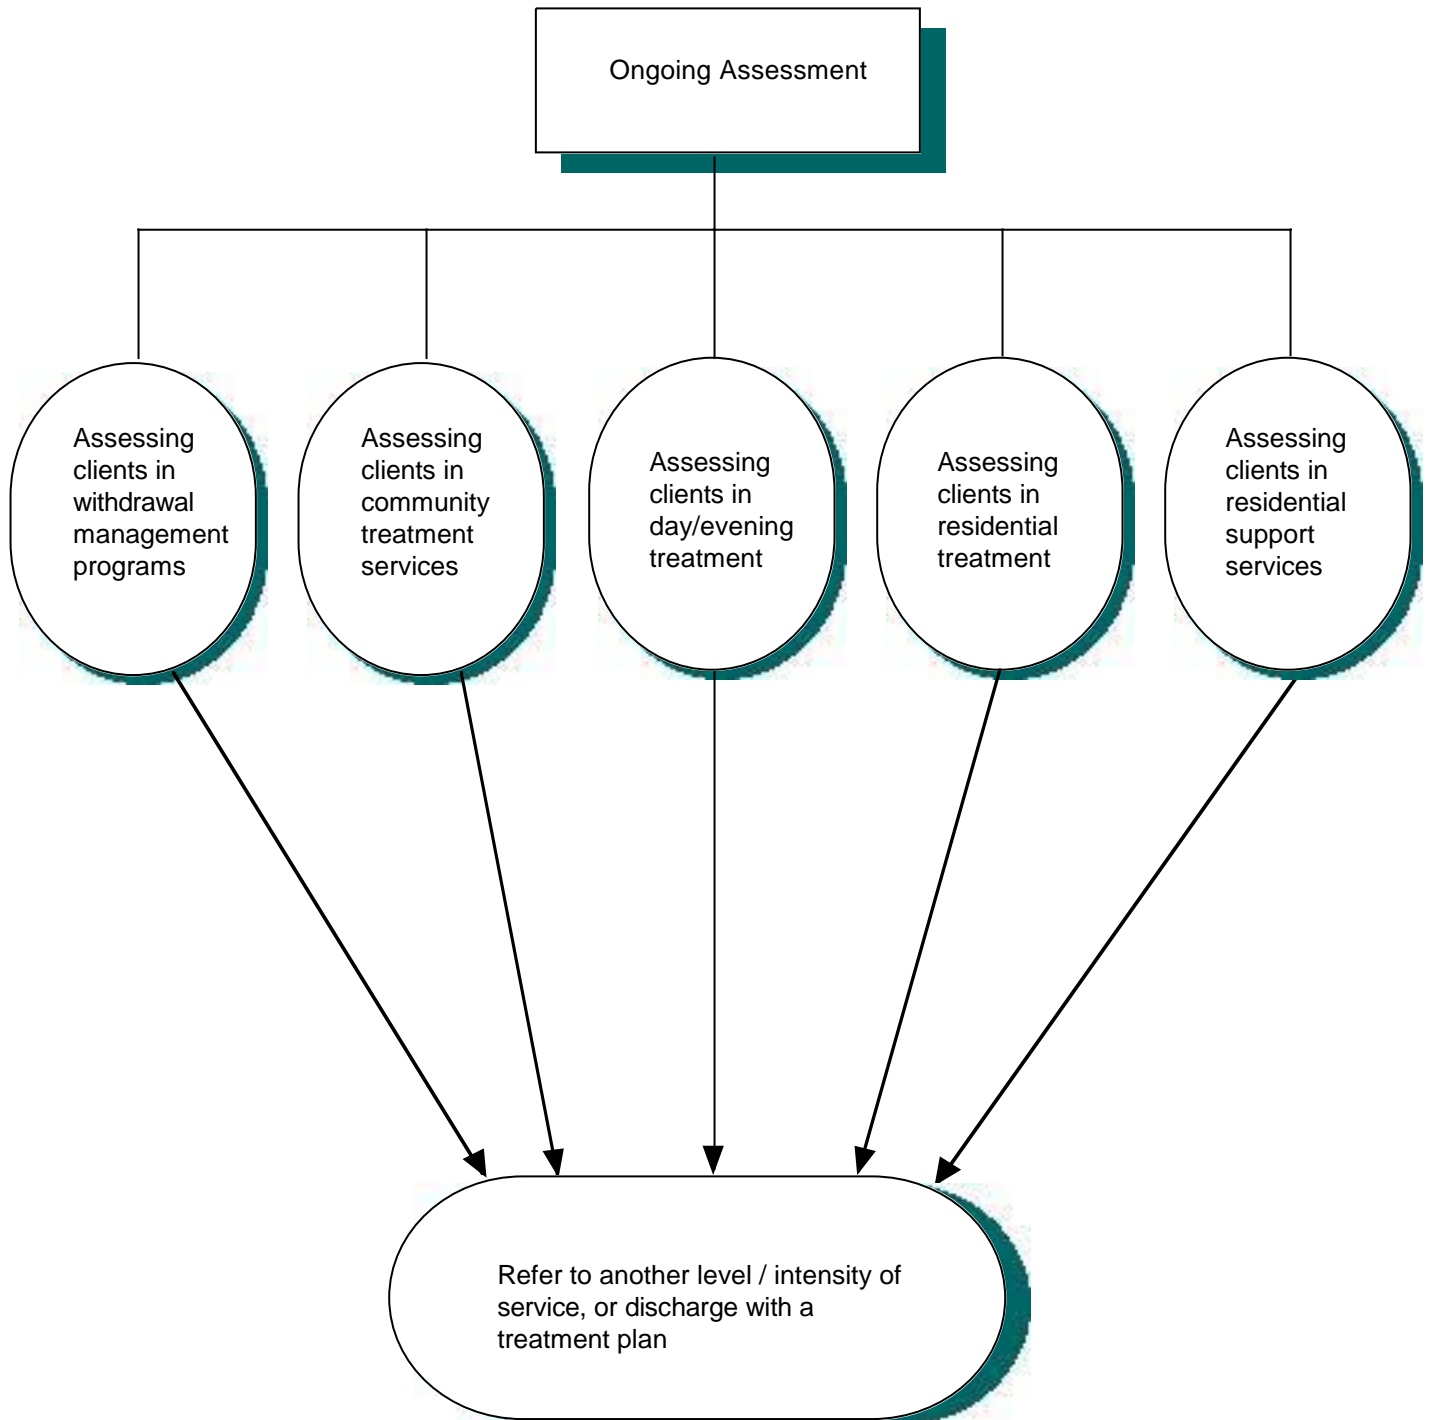 Ongoing Assessment
Assessing
clients in
withdrawal
management
programs
Assessing
clients in
community
treatment
services
Assessing
clients in
day/evening
treatment
Assessing
clients in
residential
treatment
Assessing
clients in
residential
support
services
Refer to another level / intensity of
service, or discharge with a
treatment plan